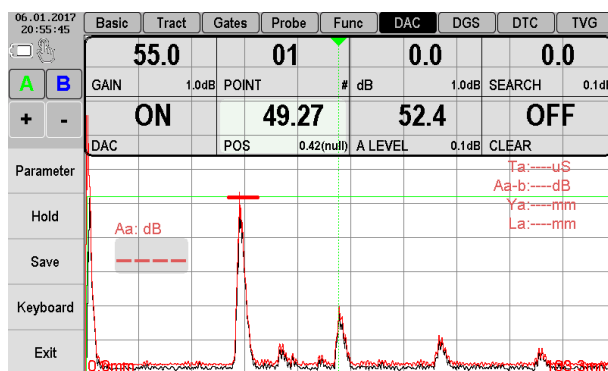 06.01.2017
20:55:45
Basic Tract Gates Probe Func DAC DGS DTC TVG
55.0 01 0.0 0.0
GAIN 1.0dB POINT # dB 1.0dB SEARCH 0.1d
A B
+ -
ON 49.27 52.4 OFF
DAC POS 0.42(null) A LEVEL 0.1dB CLEAR
Parameter
Hold
Save
Keyboard
Exit
Ta:----uS
Aa-b:----dB
Ya:----mm
La:----mm
Aa: dB
----
0.0mm